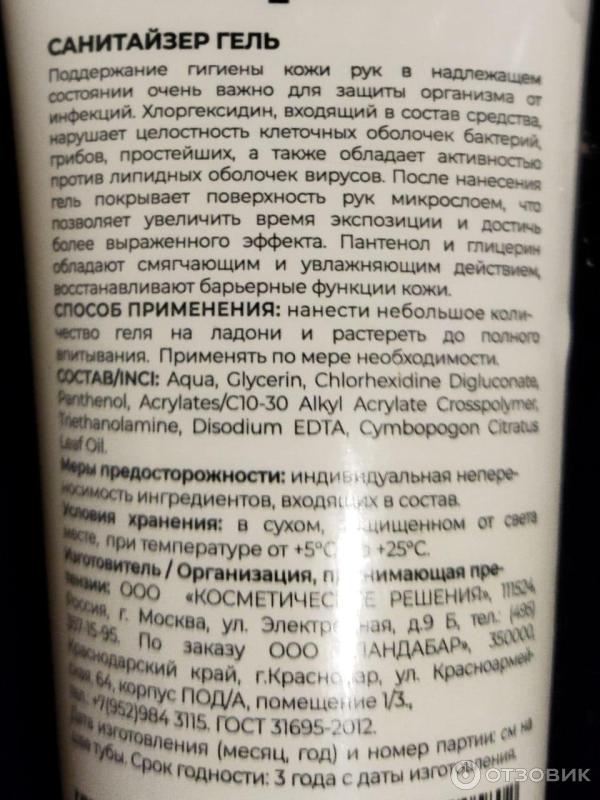 САНИТАЙЗЕР ГЕЛЬ
Поддержание гигиены кожи рук в надлежащем
состоянии очень важно для защиты организма от
инфекций. Хлоргексидин, входящий в состав средства,
нарушает целостность клеточных оболочек бактерий,
грибов, простейших, а также обладает активностью
против липидных оболочек вирусов. После нанесения
гель покрывает поверхность рук микрослоем, что
позволяет увеличить время экспозиции и достичь
более выраженного эффекта. Пантенол и глицерин
обладают смягчающим и увлажняющим действием,
восстанавливают барьерные функции кожи.
СПОСОБ ПРИМЕНЕНИЯ: нанести небольшое коли-
чество геля на ладони и растереть до полного
впитывания. Применять по мере необходимости.
СОСТАВ/INCI: Aqua, Glycerin, Chlorhexidine Digluconate,
Panthenol, Acrylates/C10-30 Alkyl Acrylate Crosspolymer,
Triethanolamine, Disodium EDTA, Cymbopogon Citratus
Leaf Oil.
Меры предосторожности: индивидуальная непере-
носимость ингредиентов, входящих в состав.
Условия хранения: в сухом, защищенном от света
месте, при температуре от +5°C до +25°C.
Изготовитель / Организация, принимающая пре-
тензии: ООО «КОСМЕТИЧЕСКИЕ РЕШЕНИЯ», 111524,
Россия, г. Москва, ул. Электродная, д.9 Б, тел.: (495)
15-95. По заказу ООО 350000,
Краснодарский край, г.Краснодар, ул. Красноармей-
ская, 64, корпус ПОД/А, помещение 1/3.,
тел.: +7(952)984 3115. ГОСТ 31695-2012.
Дата изготовления (месяц, год) и номер партии: см на
шве тубы. Срок годности: 3 года с даты изготовления.
ОТЗОВИК